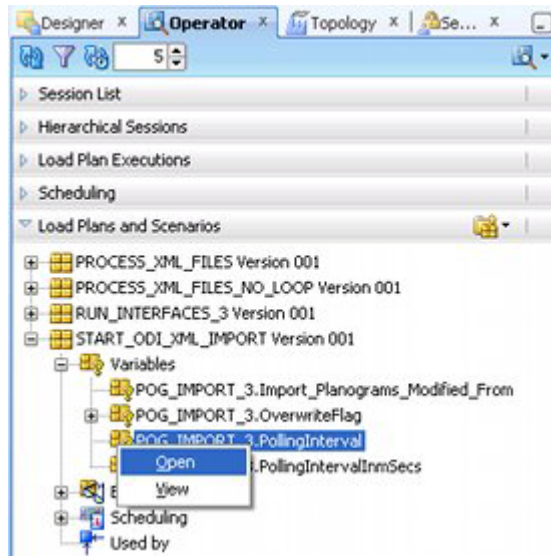 Designer Operator Topology Se...
5
Session List
Hierarchical Sessions
Load Plan Executions
Scheduling
Load Plans and Scenarios
PROCESS_XML_FILES Version 001
PROCESS_XML_FILES_NO_LOOP Version 001
RUN_INTERFACES_3 Version 001
START_ODI_XML_IMPORT Version 001
Variables
POG_IMPORT_3.Import_Planograms_Modified_From
POG_IMPORT_3.OverwriteFlag
POG_IMPORT_3.PollingInterval
Open
3.PollingIntervalInmSecs
E
View
Scheduling
Used by